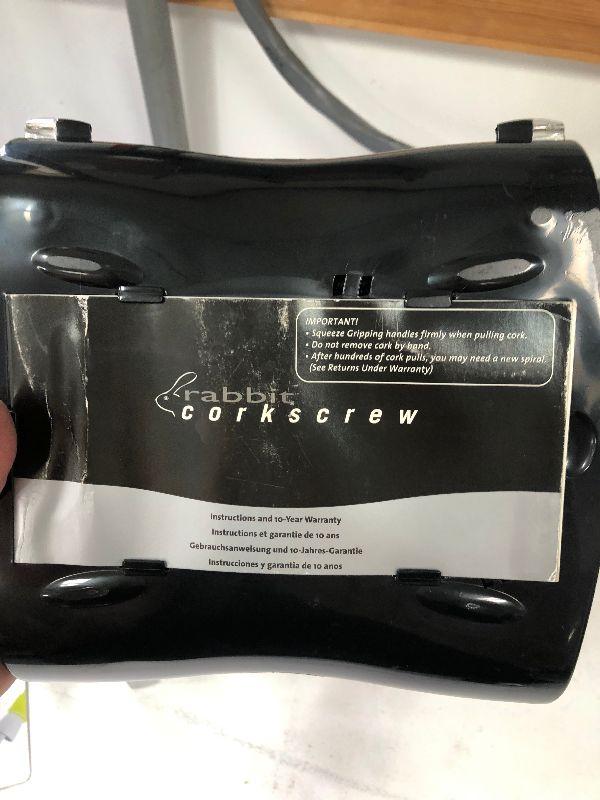 IMPORTANT!
• Squeeze Gripping handles firmly when pulling cork.
• Do not remove cork by hand.
• After hundreds of cork pulls, you may need a new spiral.
(See Returns Under Warranty)
rabbit
corkscrew
Instructions and 10-Year Warranty
Instructions et garantie de 10 ans
Gebrauchsanweisung und 10-Jahres-Garantie
Instrucciones y garantia de 10 anos